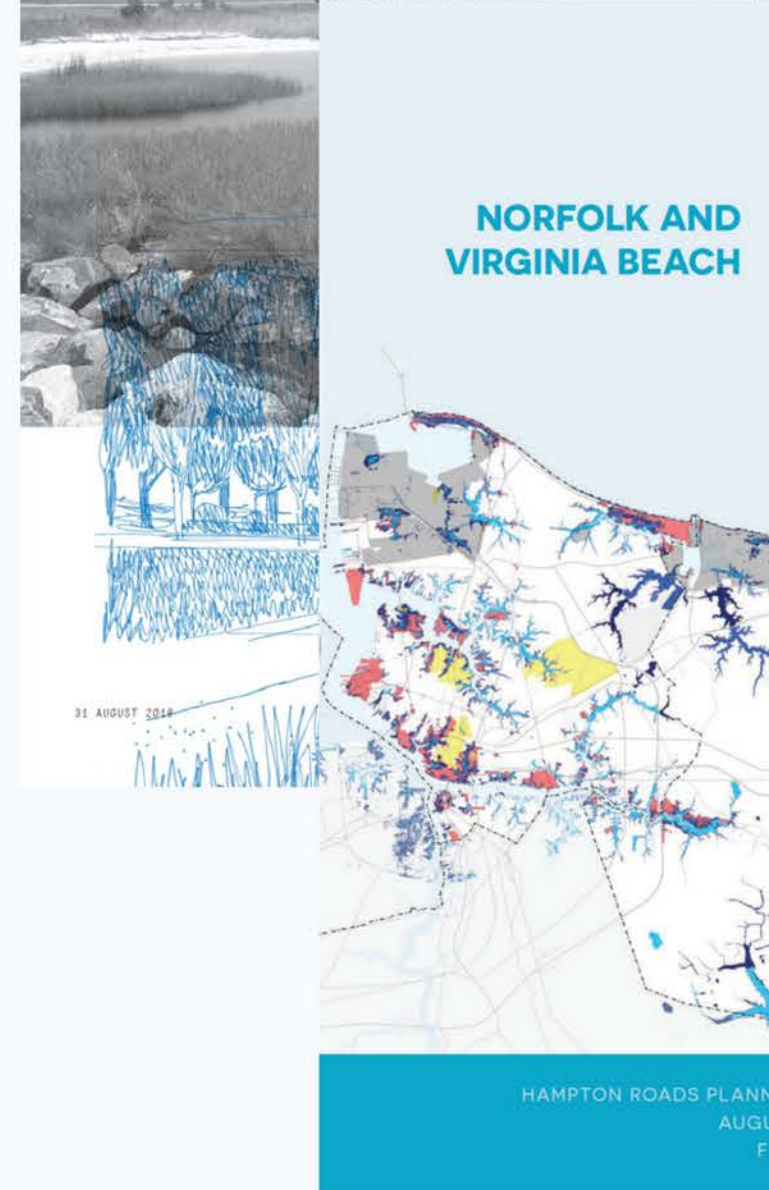 NORFOLK AND
VIRGINIA BEACH
31 AUGUST 2018
HAMPTON ROADS PLANN
AUGU
F